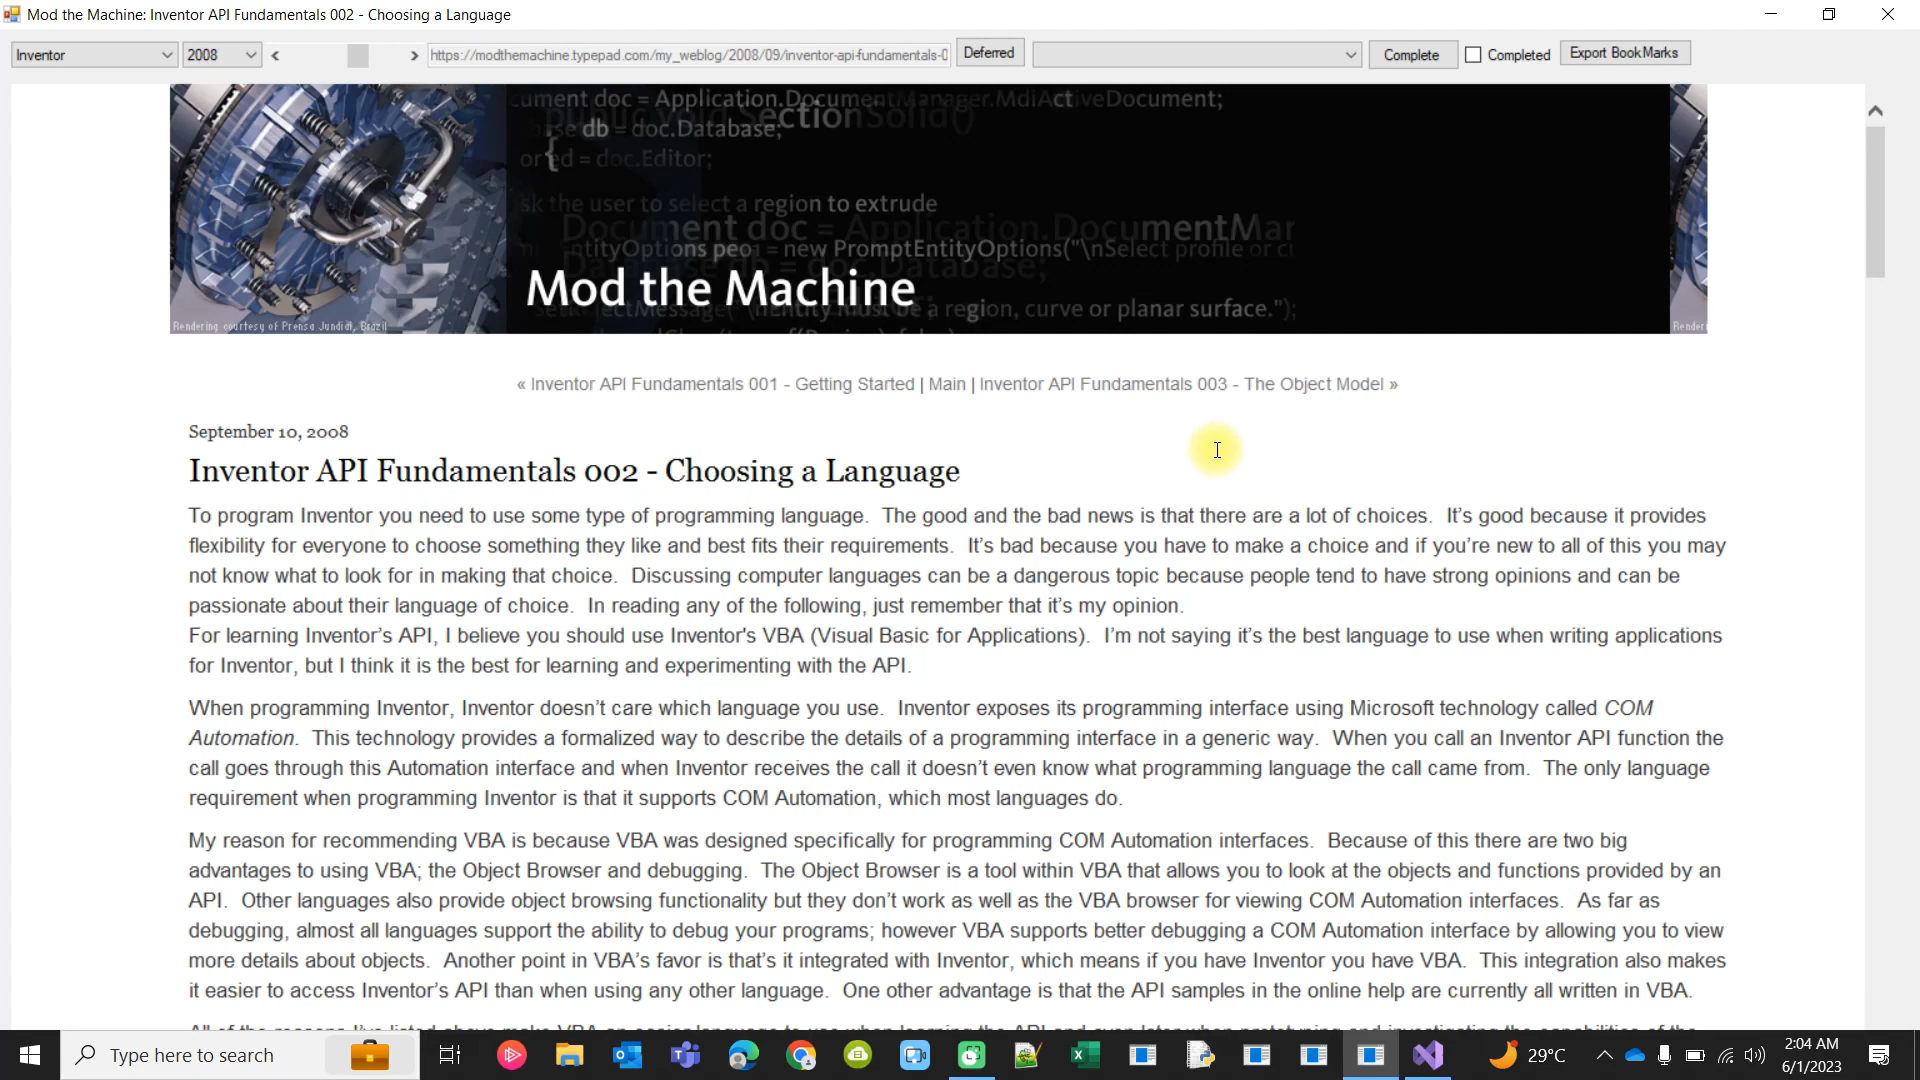 Mod the Machine: Inventor API Fundamentals 002 - Choosing a Language
Inventor 2008 < > https://modthemachine.typepad.com/my_weblog/2008/09/inventor-api-fundamentals-0 Deferred Complete Completed Export BookMarks
cument doc = Application.DocumentManager.MdiActiveDocument;
public void SectionSolid()
ase db = doc.Database;
{
or ed = doc.Editor;
sk the user to select a region to extrude
Document doc = Application.DocumentMar
ntityOptions peo1 = new PromptEntityOptions("\nSelect profile or cu
Mod the Machine
ectMessage("\nEntity must be a region, curve or planar surface.");
Rendering courtesy of Prensa Jundiaí, Brazil
Render
« Inventor API Fundamentals 001 - Getting Started | Main | Inventor API Fundamentals 003 - The Object Model »
September 10, 2008
Inventor API Fundamentals 002 - Choosing a Language
To program Inventor you need to use some type of programming language. The good and the bad news is that there are a lot of choices. It’s good because it provides
flexibility for everyone to choose something they like and best fits their requirements. It’s bad because you have to make a choice and if you’re new to all of this you may
not know what to look for in making that choice. Discussing computer languages can be a dangerous topic because people tend to have strong opinions and can be
passionate about their language of choice. In reading any of the following, just remember that it’s my opinion.
For learning Inventor’s API, I believe you should use Inventor's VBA (Visual Basic for Applications). I’m not saying it’s the best language to use when writing applications
for Inventor, but I think it is the best for learning and experimenting with the API.
When programming Inventor, Inventor doesn’t care which language you use. Inventor exposes its programming interface using Microsoft technology called COM
Automation. This technology provides a formalized way to describe the details of a programming interface in a generic way. When you call an Inventor API function the
call goes through this Automation interface and when Inventor receives the call it doesn’t even know what programming language the call came from. The only language
requirement when programming Inventor is that it supports COM Automation, which most languages do.
My reason for recommending VBA is because VBA was designed specifically for programming COM Automation interfaces. Because of this there are two big
advantages to using VBA; the Object Browser and debugging. The Object Browser is a tool within VBA that allows you to look at the objects and functions provided by an
API. Other languages also provide object browsing functionality but they don’t work as well as the VBA browser for viewing COM Automation interfaces. As far as
debugging, almost all languages support the ability to debug your programs; however VBA supports better debugging a COM Automation interface by allowing you to view
more details about objects. Another point in VBA’s favor is that’s it integrated with Inventor, which means if you have Inventor you have VBA. This integration also makes
it easier to access Inventor’s API than when using any other language. One other advantage is that the API samples in the online help are currently all written in VBA.
Type here to search
29°C
2:04 AM
6/1/2023